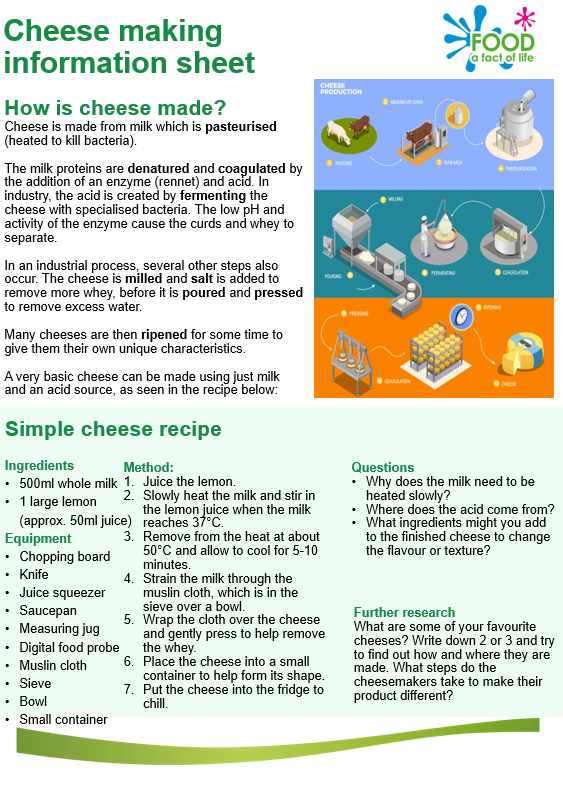 Cheese making
information sheet
FOOD
a fact of life
How is cheese made?
Cheese is made from milk which is pasteurised
(heated to kill bacteria).
The milk proteins are denatured and coagulated by
the addition of an enzyme (rennet) and acid. In
industry, the acid is created by fermenting the
cheese with specialised bacteria. The low pH and
activity of the enzyme cause the curds and whey to
separate.
In an industrial process, several other steps also
occur. The cheese is milled and salt is added to
remove more whey, before it is poured and pressed
to remove excess water.
Many cheeses are then ripened for some time to
give them their own unique characteristics.
A very basic cheese can be made using just milk
and an acid source, as seen in the recipe below:
CHEESE
PRODUCTION
MILKING OF COWS
PASTURE
RAW MILK
PASTEURIZATION
MILLING
POURING
FERMENTING
COAGULATION
PRESSING
RIPENING
COAGULATION
CHEESE
Simple cheese recipe
Ingredients
• 500ml whole milk
• 1 large lemon
(approx. 50ml juice)
Equipment
• Chopping board
• Knife
• Juice squeezer
• Saucepan
• Measuring jug
• Digital food probe
• Muslin cloth
• Sieve
• Bowl
• Small container
Method:
1. Juice the lemon.
2. Slowly heat the milk and stir in
the lemon juice when the milk
reaches 37°C.
3. Remove from the heat at about
50°C and allow to cool for 5-10
minutes.
4. Strain the milk through the
muslin cloth, which is in the
sieve over a bowl.
5. Wrap the cloth over the cheese
and gently press to help remove
the whey.
6. Place the cheese into a small
container to help form its shape.
7. Put the cheese into the fridge to
chill.
Questions
• Why does the milk need to be
heated slowly?
• Where does the acid come from?
• What ingredients might you add
to the finished cheese to change
the flavour or texture?
Further research
What are some of your favourite
cheeses? Write down 2 or 3 and try
to find out how and where they are
made. What steps do the
cheesemakers take to make their
product different?